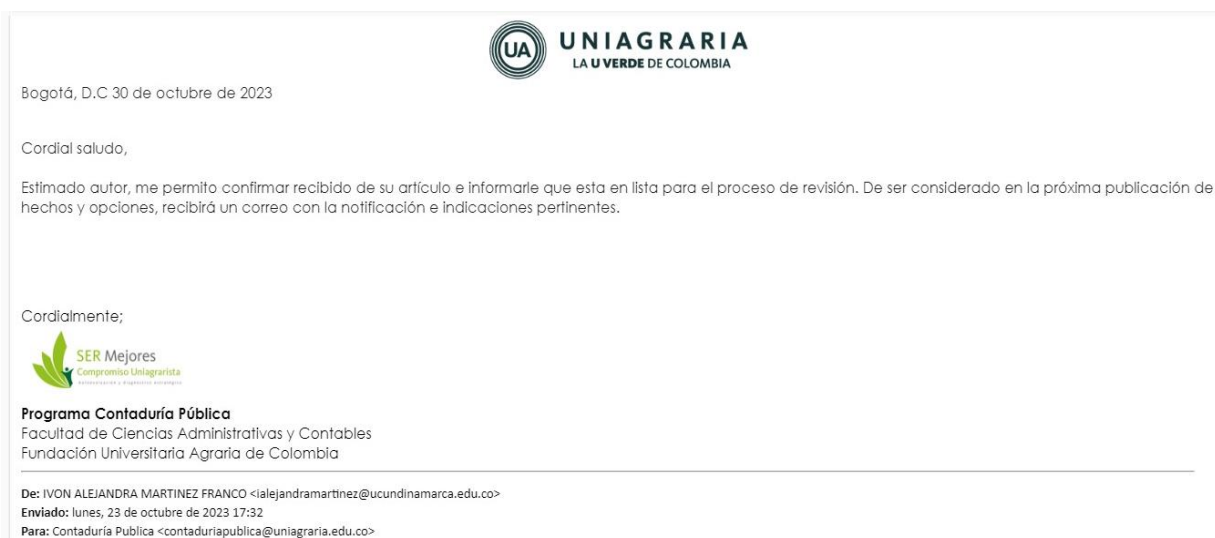 UA
UNIAGRARIA
LA U VERDE DE COLOMBIA
Bogotá, D.C 30 de octubre de 2023
Cordial saludo,
Estimado autor, me permito confirmar recibido de su artículo e informarle que esta en lista para el proceso de revisión. De ser considerado en la próxima publicación de
hechos y opciones, recibirá un correo con la notificación e indicaciones pertinentes.
Cordialmente;
SER Mejores
Compromiso Uniagrarista
Programa Contaduría Pública
Facultad de Ciencias Administrativas y Contables
Fundación Universitaria Agraria de Colombia
De: IVON ALEJANDRA MARTINEZ FRANCO <ialejandramartinez@ucundinamarca.edu.co>
Enviado: lunes, 23 de octubre de 2023 17:32
Para: Contaduría Publica <contaduriapublica@uniagraria.edu.co>